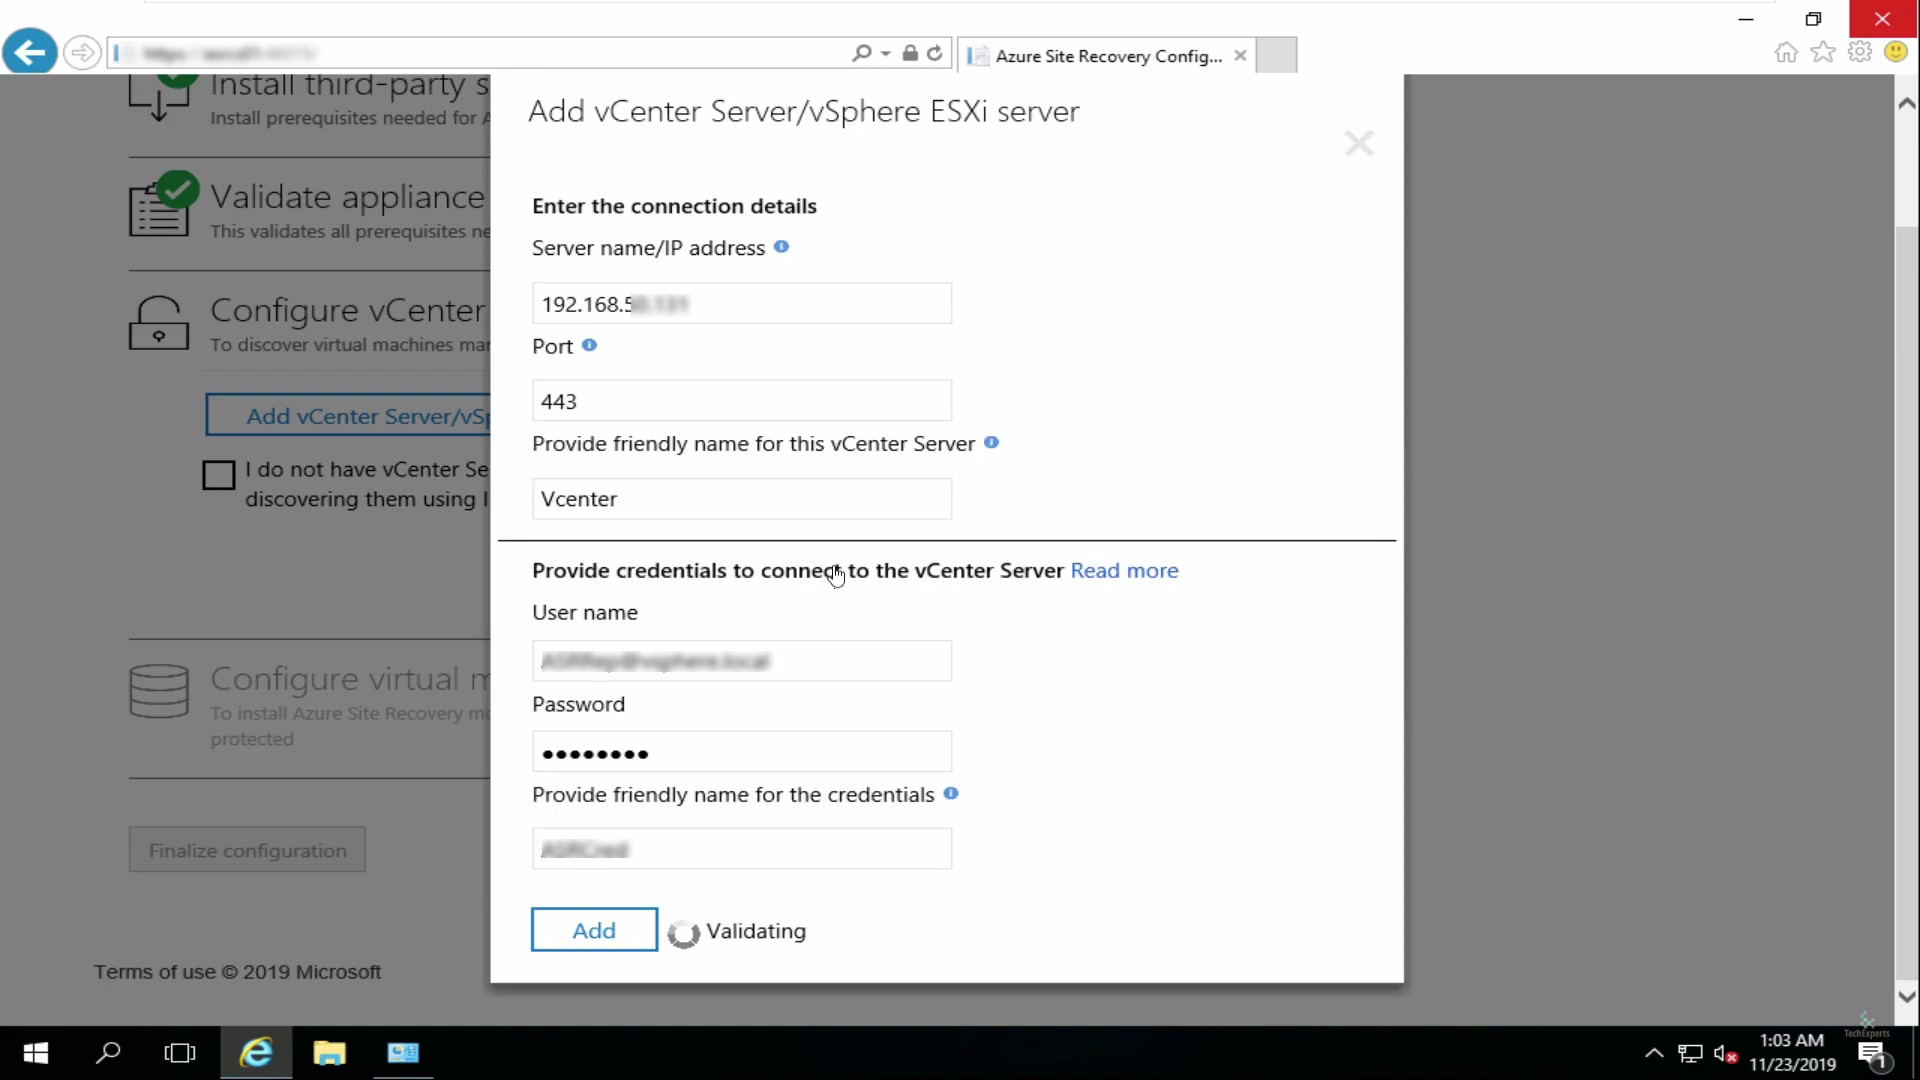 Azure Site Recovery Config...
Install third-party s
Install prerequisites needed for A
Validate appliance
This validates all prerequisites ne
Configure vCenter
To discover virtual machines mar
Add vCenter Server/vSp
I do not have vCenter Se
discovering them using I
Configure virtual m
To install Azure Site Recovery mo
protected
Finalize configuration
Terms of use © 2019 Microsoft
Add vCenter Server/vSphere ESXi server
Enter the connection details
Server name/IP address
192.168.5
Port
443
Provide friendly name for this vCenter Server
Vcenter
Provide credentials to connect to the vCenter Server Read more
User name
Password
••••••••
Provide friendly name for the credentials
Add
Validating
TechExperts
1:03 AM
11/23/2019
1